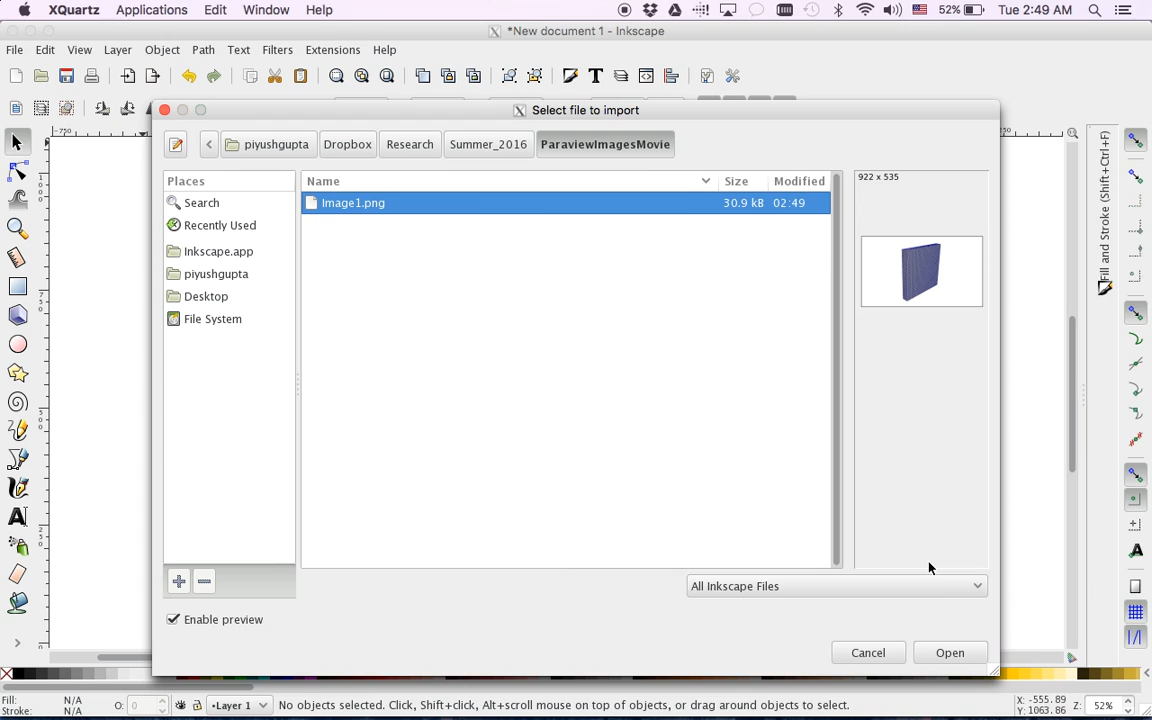 XQuartz Applications Edit Window Help 52% Tue 2:49 AM
*New document 1 - Inkscape
File Edit View Layer Object Path Text Filters Extensions Help
Select file to import
-750
piyushgupta Dropbox Research Summer_2016 ParaviewImagesMovie
Places
Search
Recently Used
Inkscape.app
piyushgupta
Desktop
File System
Name Size Modified
Image1.png 30.9 kB 02:49
922 x 535
Fill and Stroke (Shift+Ctrl+F)
All Inkscape Files
Enable preview
Cancel Open
Fill: N/A
Stroke: N/A
O: 0
•Layer 1
No objects selected. Click, Shift+click, Alt+scroll mouse on top of objects, or drag around objects to select.
X: -555.89
Y: 1063.86
Z: 52%